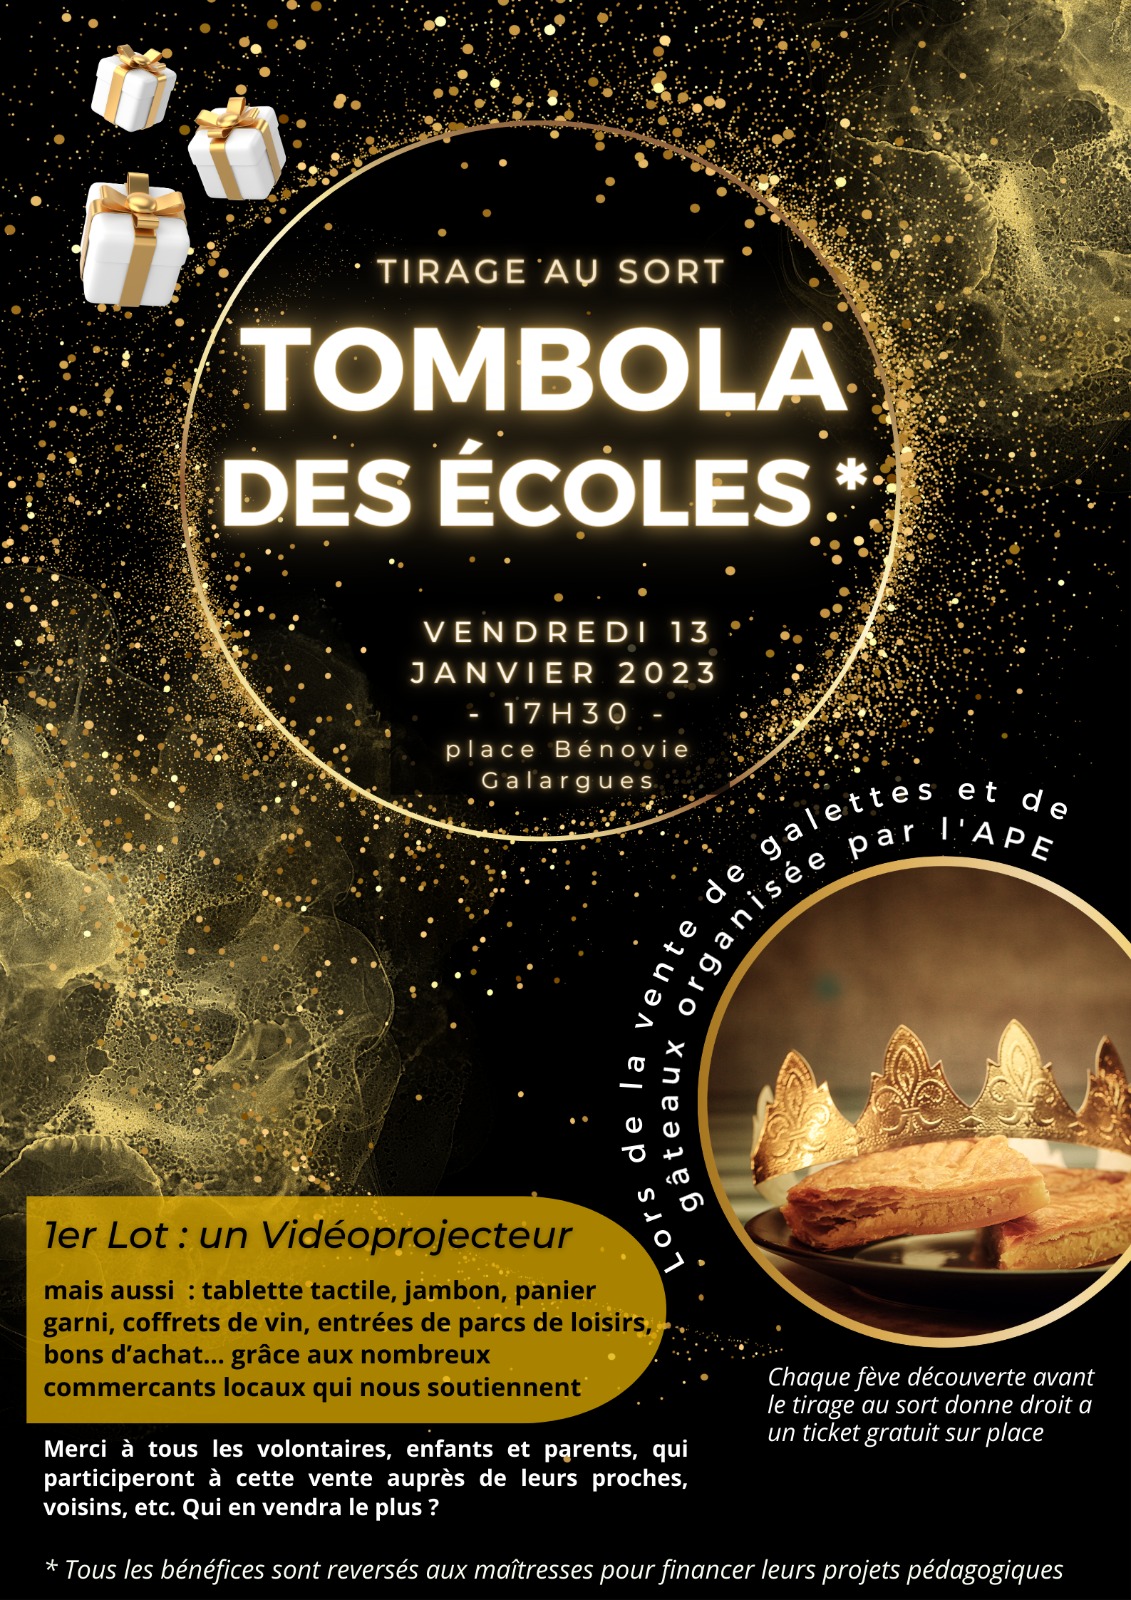 TIRAGE AU SORT
TOMBOLA
DES ÉCOLES *
VENDREDI 13
JANVIER 2023
- 17H30 -
place Bénovie
Galargues
Lors de la vente de galettes et de
gâteaux organisée par l'APE
1er Lot : un Vidéoprojecteur
mais aussi : tablette tactile, jambon, panier
garni, coffrets de vin, entrées de parcs de loisirs,
bons d’achat... grâce aux nombreux
commercants locaux qui nous soutiennent
Chaque fève découverte avant
le tirage au sort donne droit a
un ticket gratuit sur place
Merci à tous les volontaires, enfants et parents, qui
participeront à cette vente auprès de leurs proches,
voisins, etc. Qui en vendra le plus ?
* Tous les bénéfices sont reversés aux maîtresses pour financer leurs projets pédagogiques